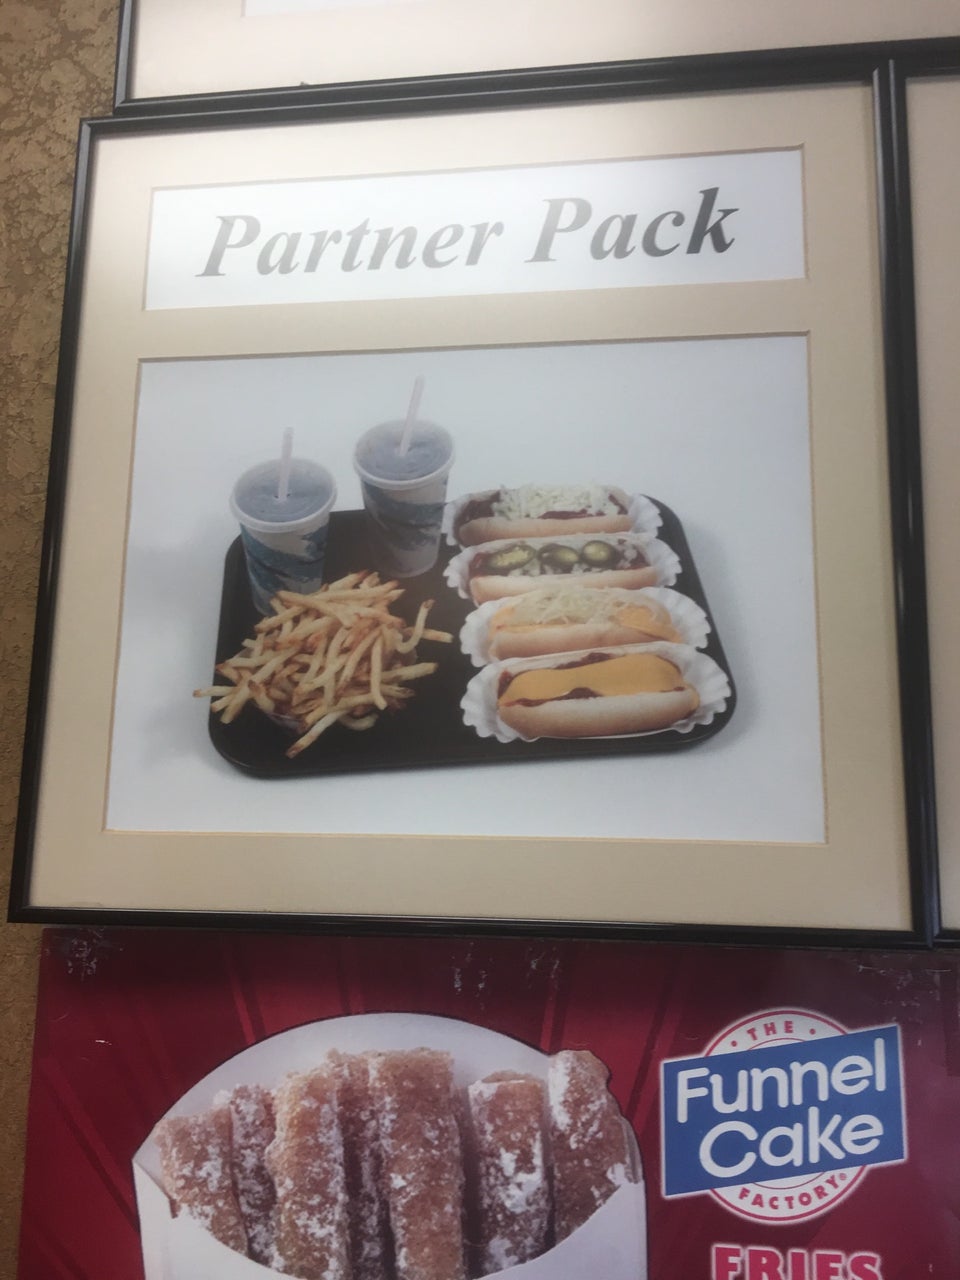 Partner Pack
THE
Funnel
Cake
FACTORY®
FRIES